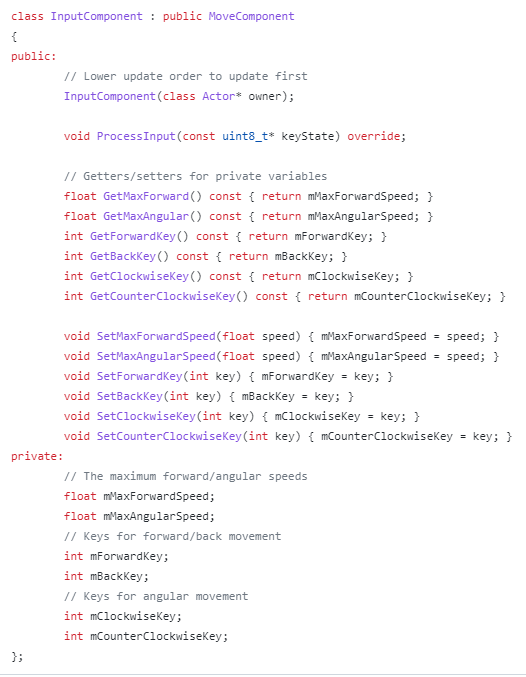 class InputComponent : public MoveComponent
{
public:
	// Lower update order to update first
	InputComponent(class Actor* owner);

	void ProcessInput(const uint8_t* keyState) override;

	// Getters/setters for private variables
	float GetMaxForward() const { return mMaxForwardSpeed; }
	float GetMaxAngular() const { return mMaxAngularSpeed; }
	int GetForwardKey() const { return mForwardKey; }
	int GetBackKey() const { return mBackKey; }
	int GetClockwiseKey() const { return mClockwiseKey; }
	int GetCounterClockwiseKey() const { return mCounterClockwiseKey; }

	void SetMaxForwardSpeed(float speed) { mMaxForwardSpeed = speed; }
	void SetMaxAngularSpeed(float speed) { mMaxAngularSpeed = speed; }
	void SetForwardKey(int key) { mForwardKey = key; }
	void SetBackKey(int key) { mBackKey = key; }
	void SetClockwiseKey(int key) { mClockwiseKey = key; }
	void SetCounterClockwiseKey(int key) { mCounterClockwiseKey = key; }
private:
	// The maximum forward/angular speeds
	float mMaxForwardSpeed;
	float mMaxAngularSpeed;
	// Keys for forward/back movement
	int mForwardKey;
	int mBackKey;
	// Keys for angular movement
	int mClockwiseKey;
	int mCounterClockwiseKey;
};